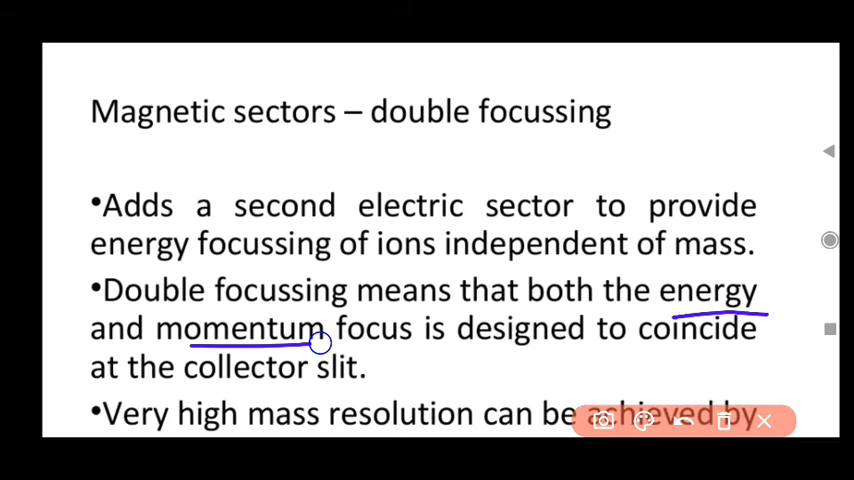 Magnetic sectors – double focussing
•Adds a second electric sector to provide
energy focussing of ions independent of mass.
•Double focussing means that both the energy
and momentum focus is designed to coincide
at the collector slit.
•Very high mass resolution can be achieved by